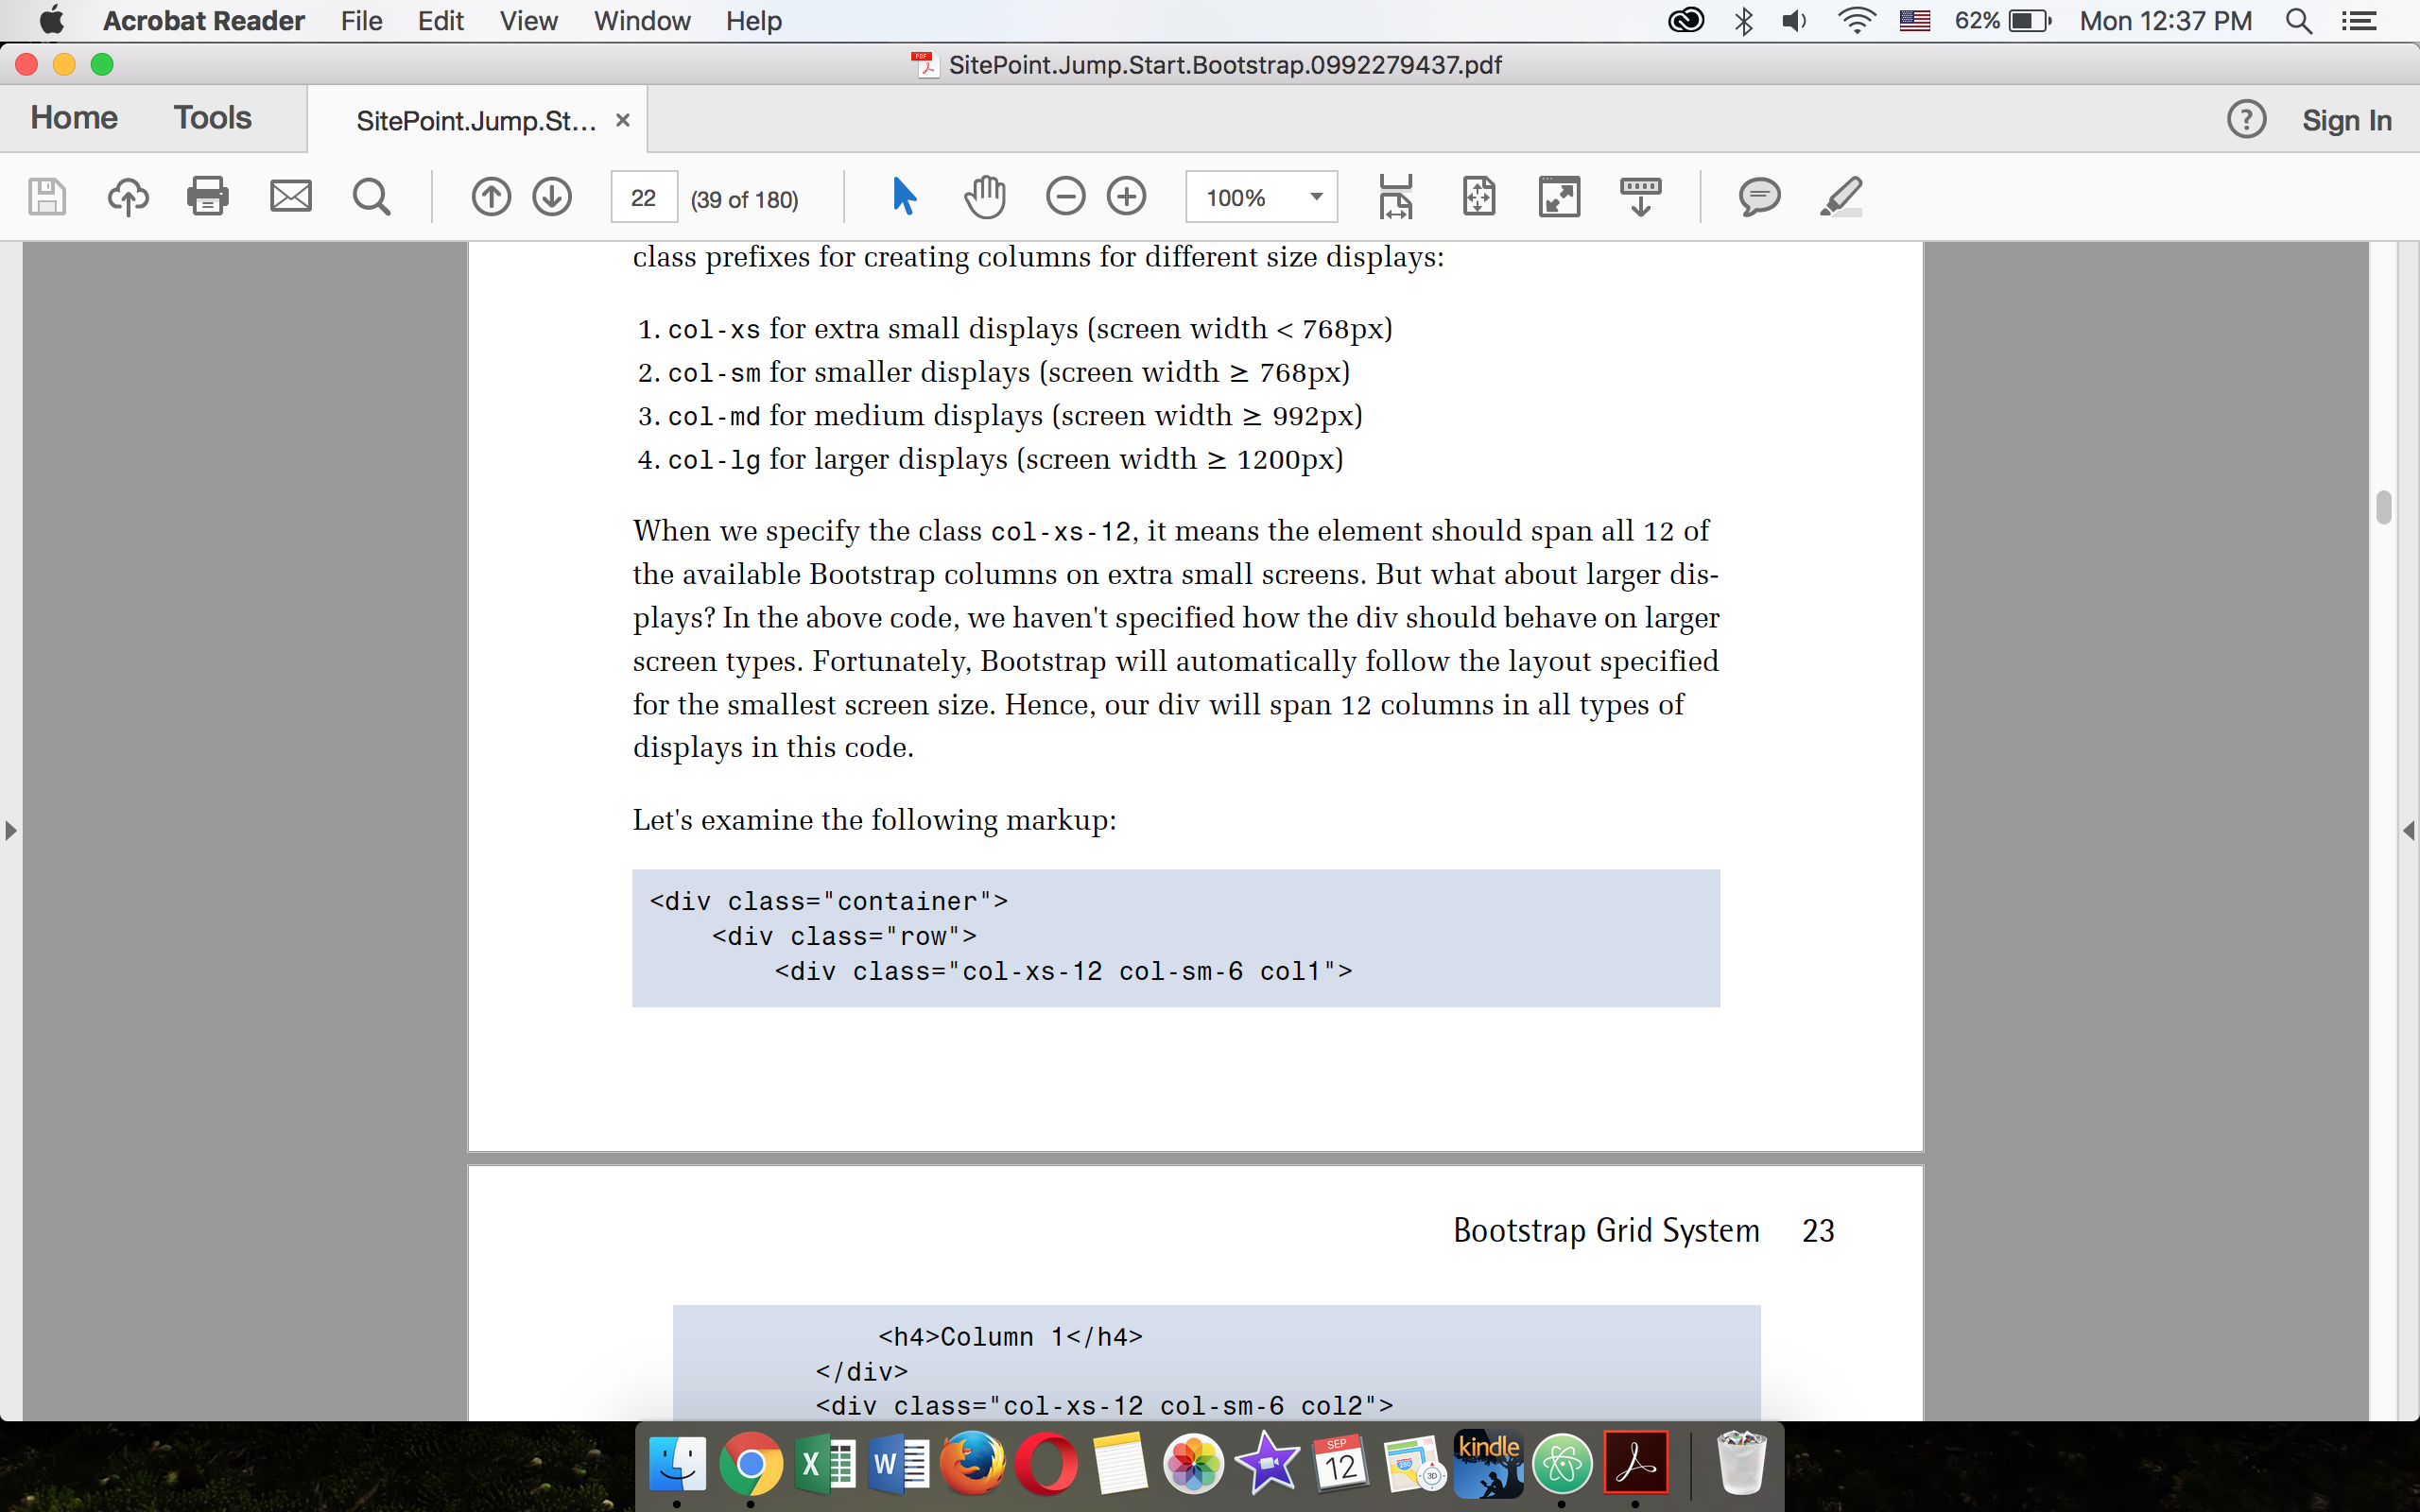 Acrobat Reader File Edit View Window Help 62% Mon 12:37 PM
SitePoint.Jump.Start.Bootstrap.0992279437.pdf
Home Tools SitePoint.Jump.St... × ? Sign In
22 (39 of 180) 100%
class prefixes for creating columns for different size displays:
1. col-xs for extra small displays (screen width < 768px)
2. col-sm for smaller displays (screen width ≥ 768px)
3. col-md for medium displays (screen width ≥ 992px)
4. col-lg for larger displays (screen width ≥ 1200px)
When we specify the class col-xs-12, it means the element should span all 12 of
the available Bootstrap columns on extra small screens. But what about larger dis-
plays? In the above code, we haven't specified how the div should behave on larger
screen types. Fortunately, Bootstrap will automatically follow the layout specified
for the smallest screen size. Hence, our div will span 12 columns in all types of
displays in this code.
Let's examine the following markup:
<div class="container">
<div class="row">
<div class="col-xs-12 col-sm-6 col1">
Bootstrap Grid System 23
<h4>Column 1</h4>
</div>
<div class="col-xs-12 col-sm-6 col2">
SEP
12
280
3D
kindle